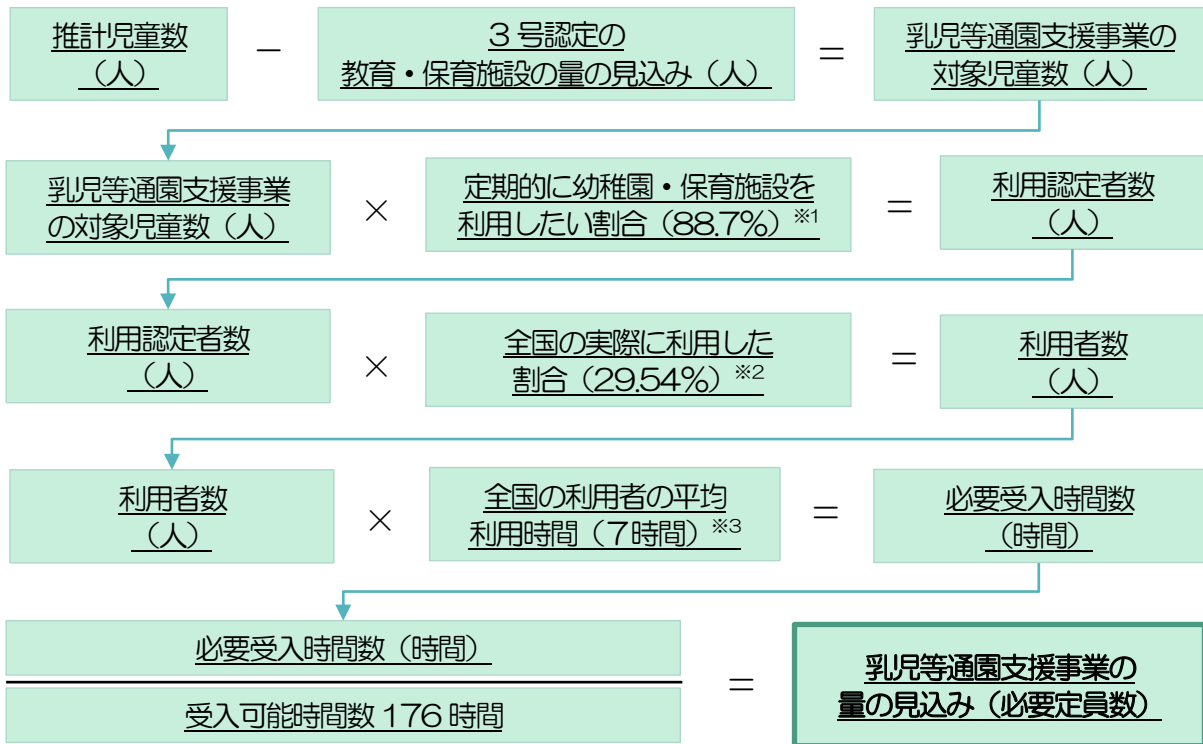 推計児童数
(人)
－
３号認定の
教育・保育施設の量の見込み（人）
＝
乳児等通園支援事業の
対象児童数（人）
乳児等通園支援事業
の対象児童数（人）
×
定期的に幼稚園・保育施設を
利用したい割合（88.7%）※1
＝
利用認定者数
（人）
利用認定者数
（人）
×
全国の実際に利用した
割合（29.54%）※2
＝
利用者数
（人）
利用者数
（人）
×
全国の利用者の平均
利用時間（７時間）※3
＝
必要受入時間数
（時間）
必要受入時間数（時間）
受入可能時間数 176 時間
＝
乳児等通園支援事業の
量の見込み（必要定員数）